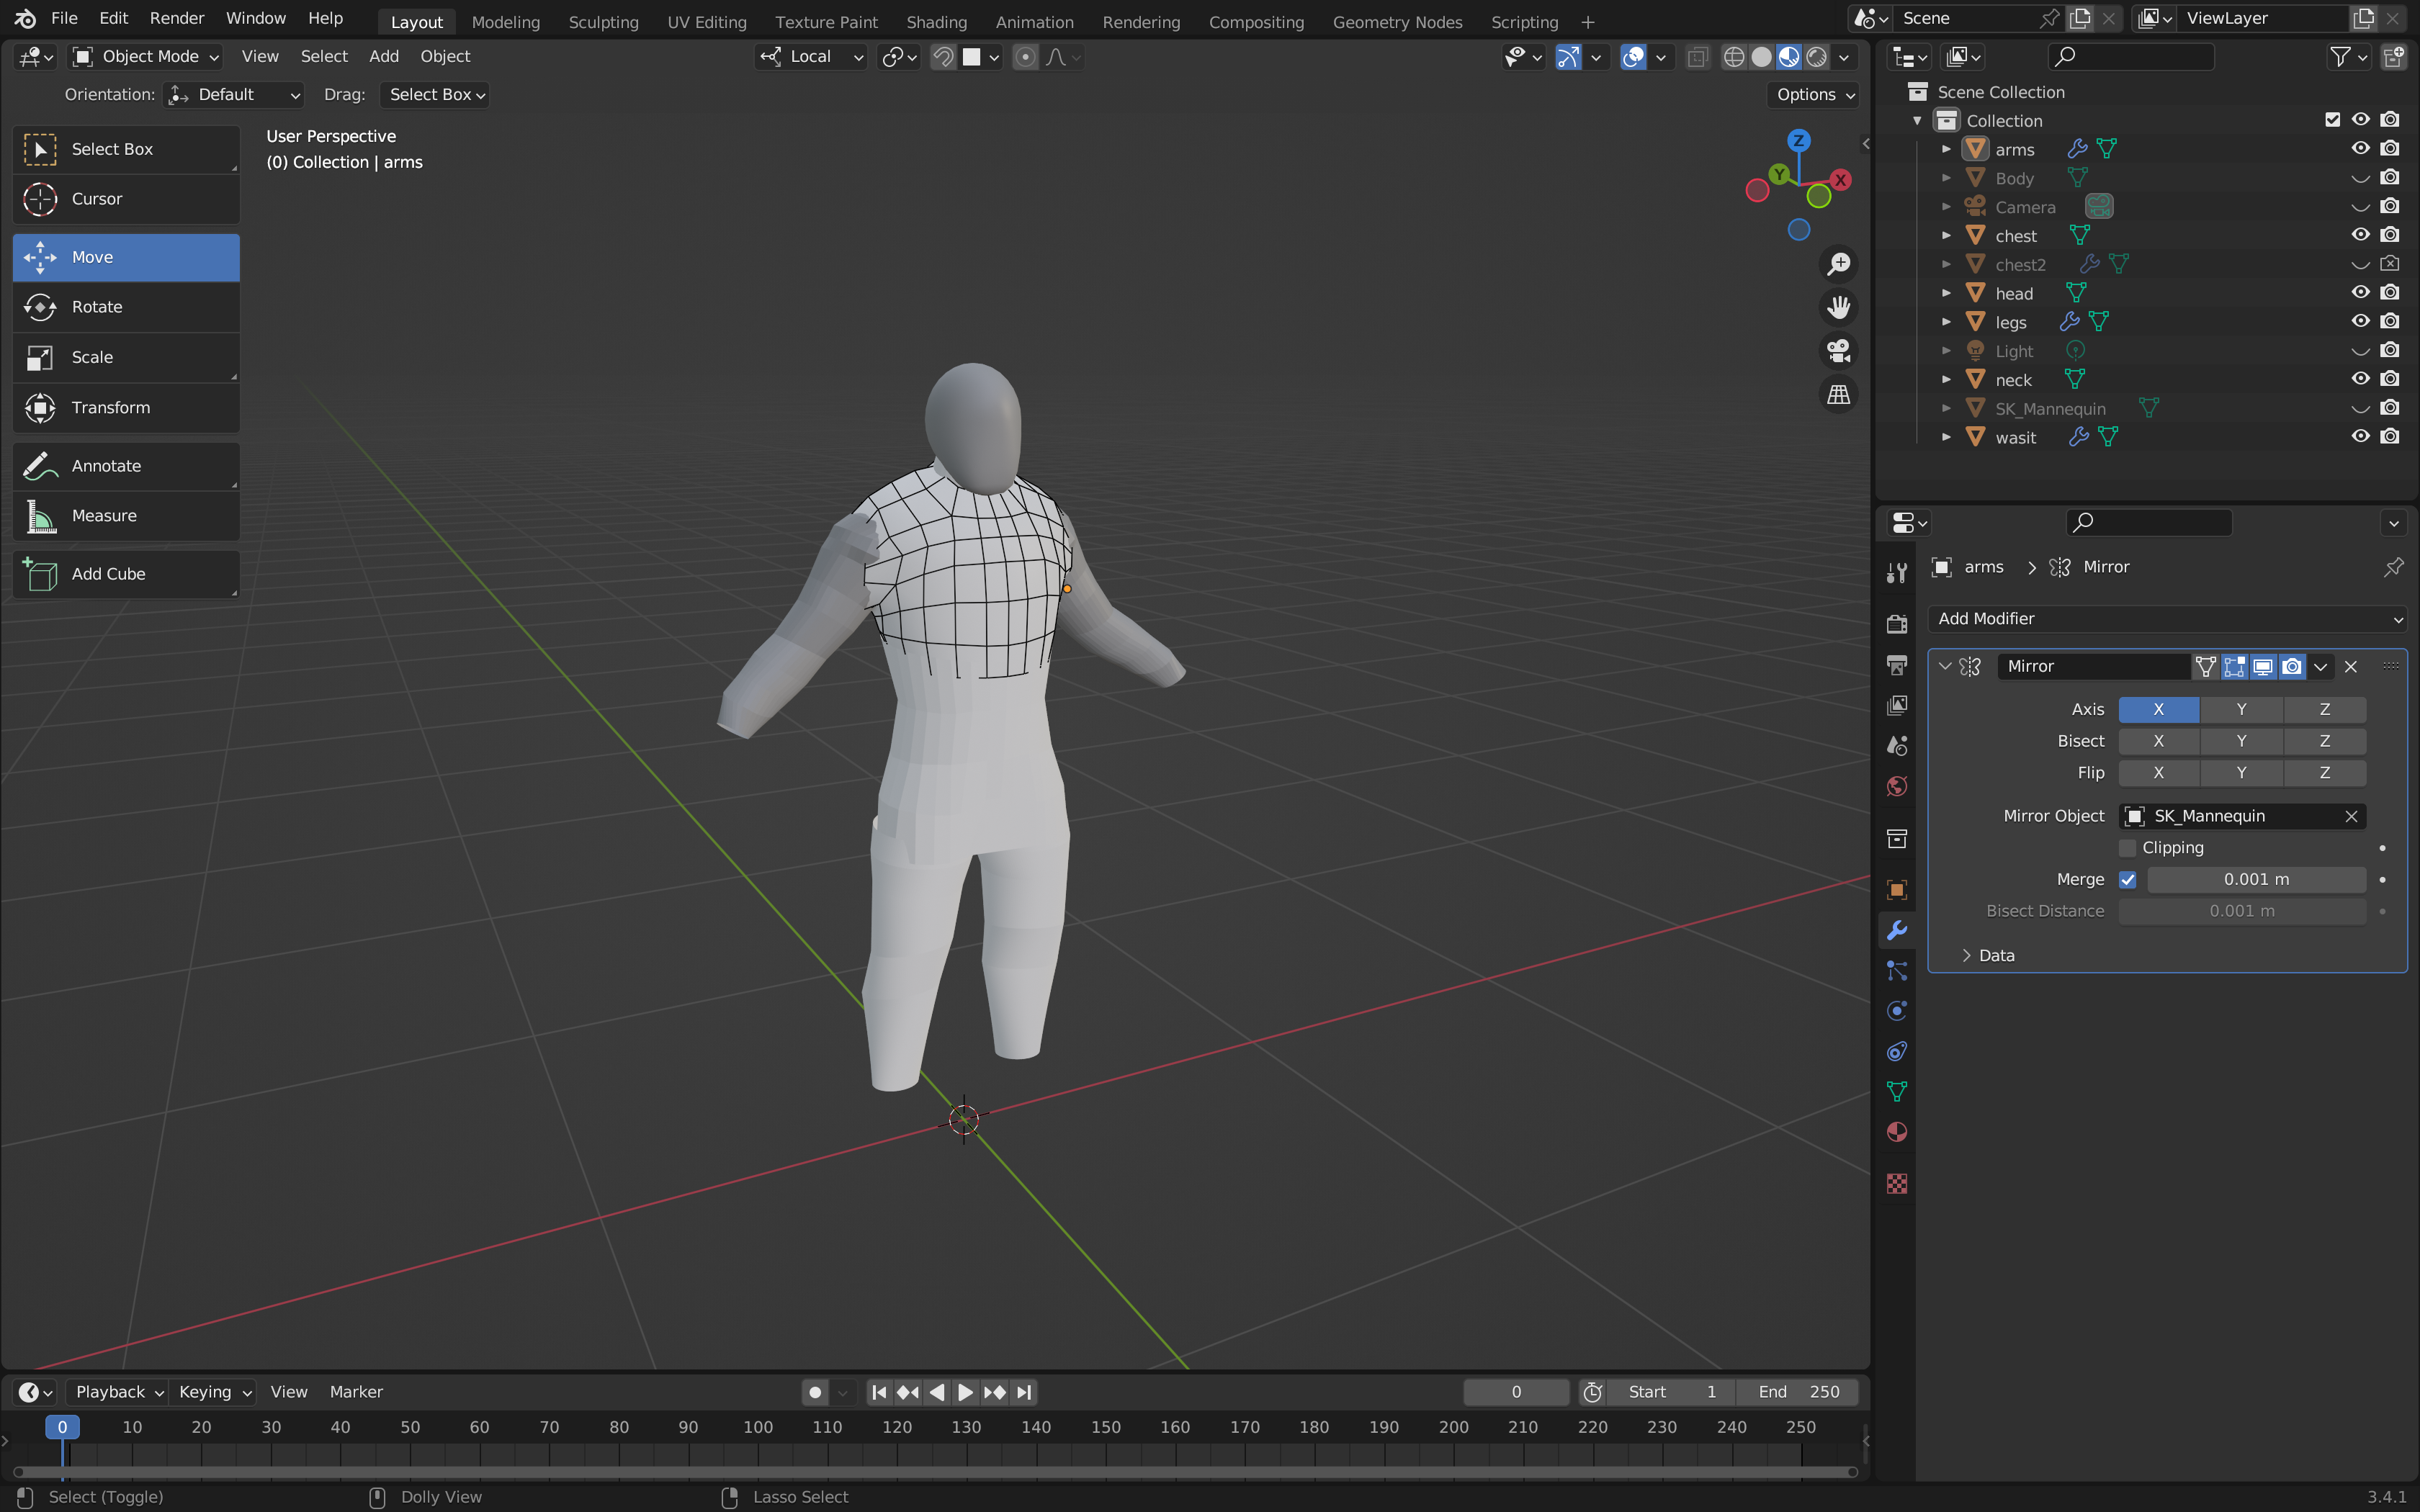 File Edit Render Window Help Layout Modeling Sculpting UV Editing Texture Paint Shading Animation Rendering Compositing Geometry Nodes Scripting + Scene ViewLayer
Object Mode View Select Add Object Local
Orientation: Default Drag: Select Box Options
User Perspective
(0) Collection | arms
Select Box
Cursor
Move
Rotate
Scale
Transform
Annotate
Measure
Add Cube
Z
Y
X
Scene Collection
Collection
arms
Body
Camera
chest
chest2
head
legs
Light
neck
SK_Mannequin
wasit
arms > Mirror
Add Modifier
Mirror
Axis X Y Z
Bisect X Y Z
Flip X Y Z
Mirror Object SK_Mannequin
Clipping
Merge 0.001 m
Bisect Distance 0.001 m
Data
Playback Keying View Marker 0 Start 1 End 250
0 10 20 30 40 50 60 70 80 90 100 110 120 130 140 150 160 170 180 190 200 210 220 230 240 250
Select (Toggle) Dolly View Lasso Select 3.4.1